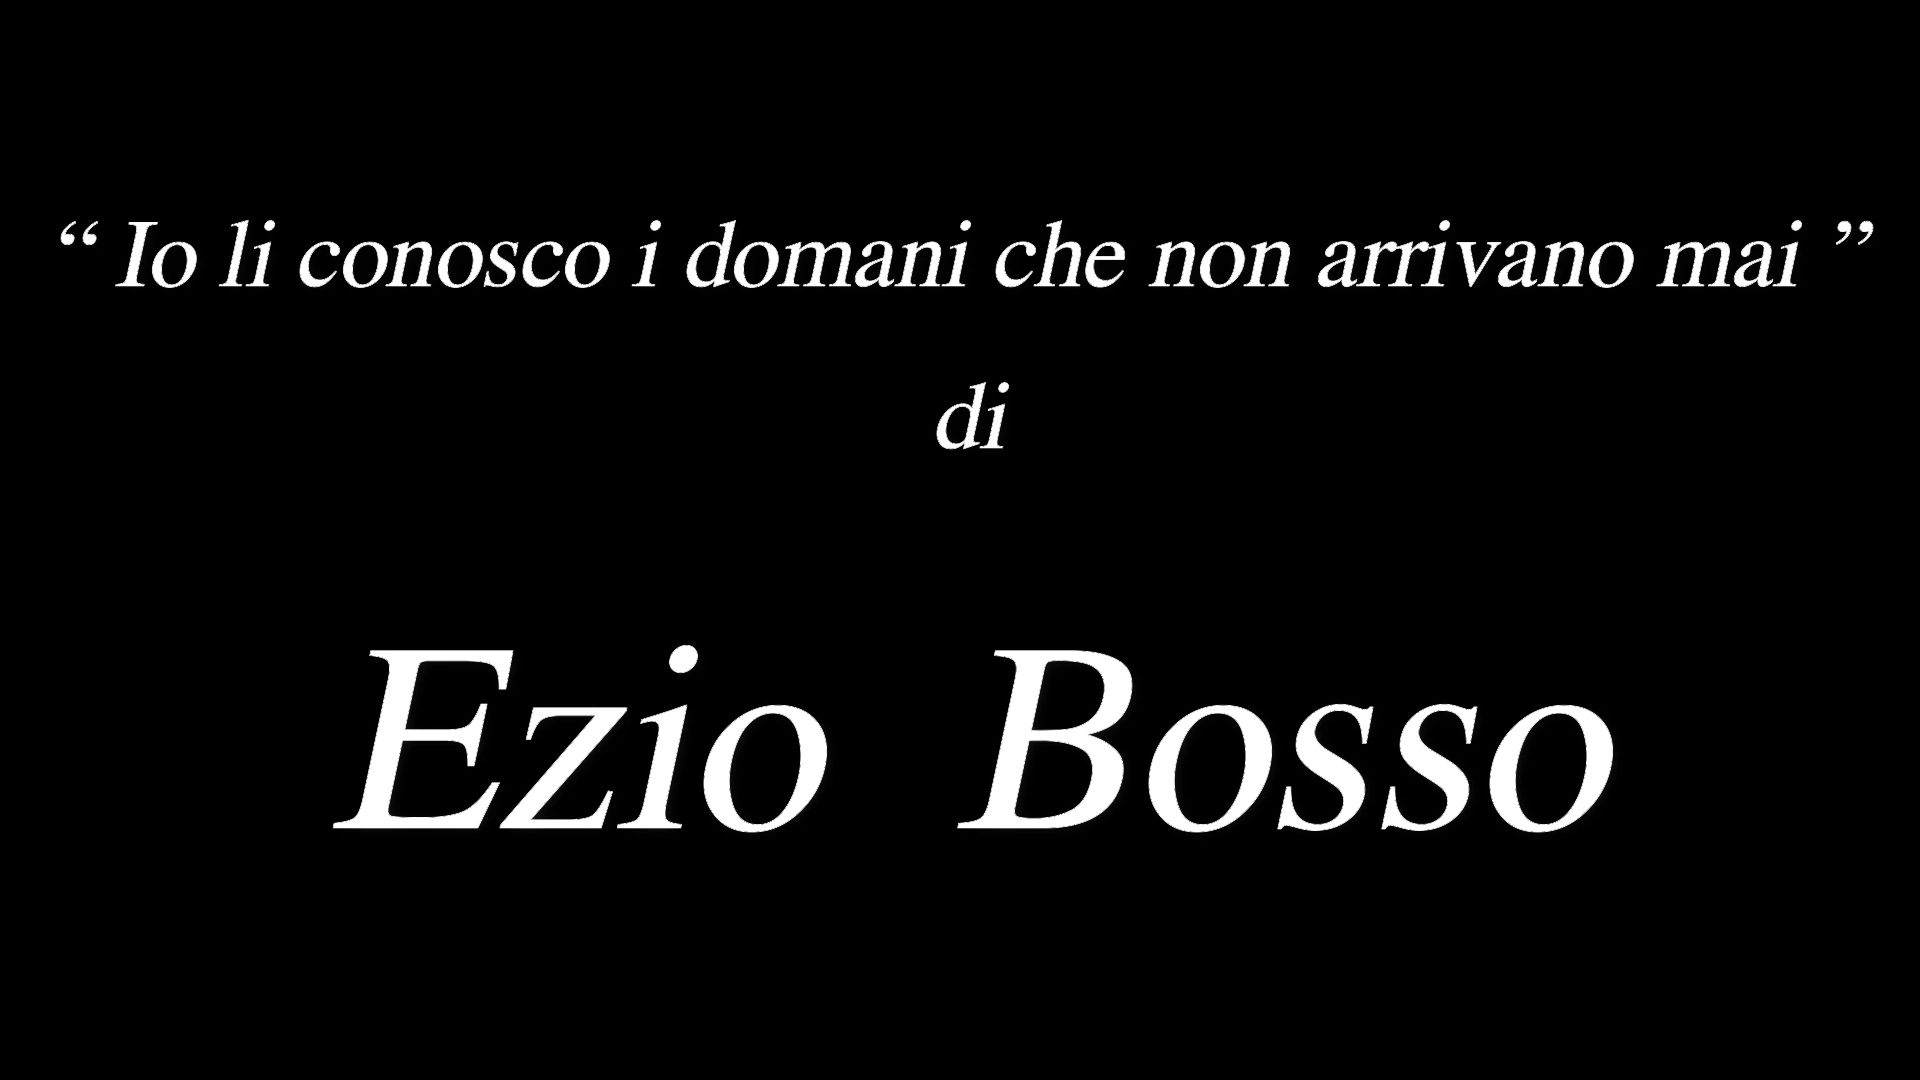 “ Io li conosco i domani che non arrivano mai ”
di
Ezio Bosso